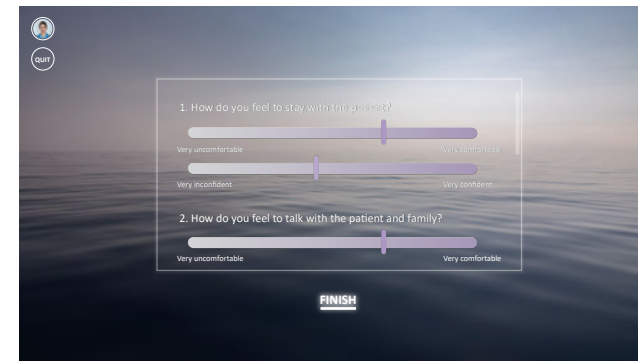 QUIT
1. How do you feel to stay with the patient?
Very uncomfortable Very comfortable
Very inconfident Very confident
2. How do you feel to talk with the patient and family?
Very uncomfortable Very comfortable
FINISH